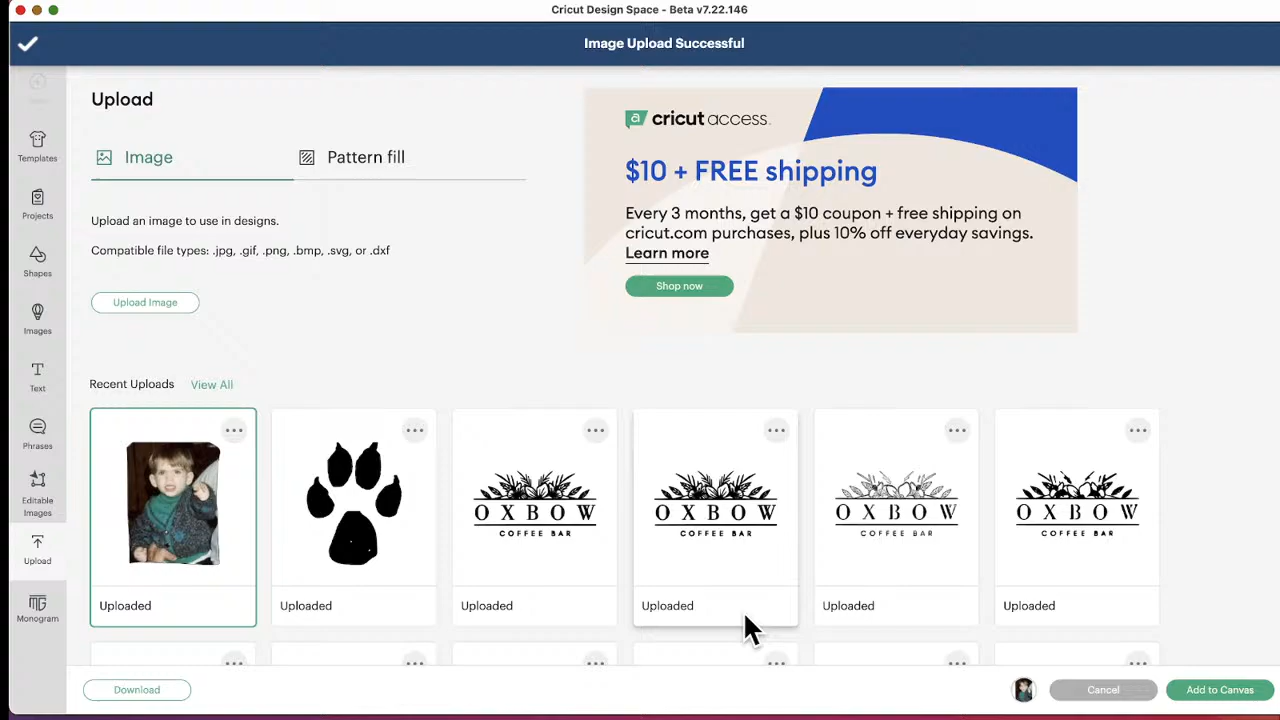 Cricut Design Space - Beta v7.22.146
Image Upload Successful
Upload
Image
Pattern fill
Upload an image to use in designs.
Compatible file types: .jpg, .gif, .png, .bmp, .svg, or .dxf
Upload Image
a cricut access.
$10 + FREE shipping
Every 3 months, get a $10 coupon + free shipping on
cricut.com purchases, plus 10% off everyday savings.
Learn more
Shop now
Templates
Projects
Shapes
Images
Text
Phrases
Editable
Images
Upload
MG
Monogram
Recent Uploads
View All
OXBOW
COFFEE BAR
OXBOW
COFFEE BAR
OXBOW
COFFEE BAR
OXBOW
COFFEE BAR
Uploaded
Uploaded
Uploaded
Uploaded
Uploaded
Uploaded
Download
Cancel
Add to Canvas